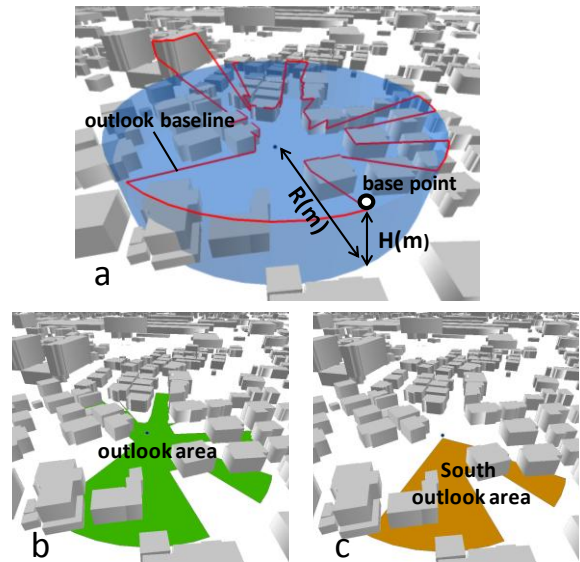 outlook baseline
base point
R(m)
H(m)
a
outlook area
b
South
outlook area
c